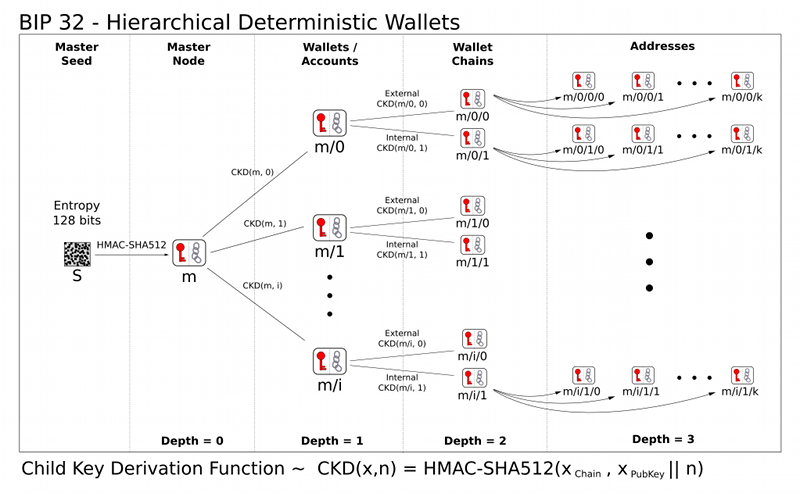 BIP 32 - Hierarchical Deterministic Wallets
Master
Seed
Master
Node
Wallets /
Accounts
Wallet
Chains
Addresses
Entropy
128 bits
S
HMAC-SHA512
m
CKD(m, 0)
CKD(m, 1)
CKD(m, i)
m/0
m/1
m/i
External
CKD(m/0, 0)
Internal
CKD(m/0, 1)
External
CKD(m/1, 0)
Internal
CKD(m/1, 1)
External
CKD(m/i, 0)
Internal
CKD(m/i, 1)
m/0/0
m/0/1
m/1/0
m/1/1
m/i/0
m/i/1
m/0/0/0 m/0/0/1 m/0/0/k
m/0/1/0 m/0/1/1 m/0/1/k
m/i/1/0 m/i/1/1 m/i/1/k
Depth = 0 Depth = 1 Depth = 2 Depth = 3
Child Key Derivation Function ~ CKD(x,n) = HMAC-SHA512(x Chain , x PubKey || n)